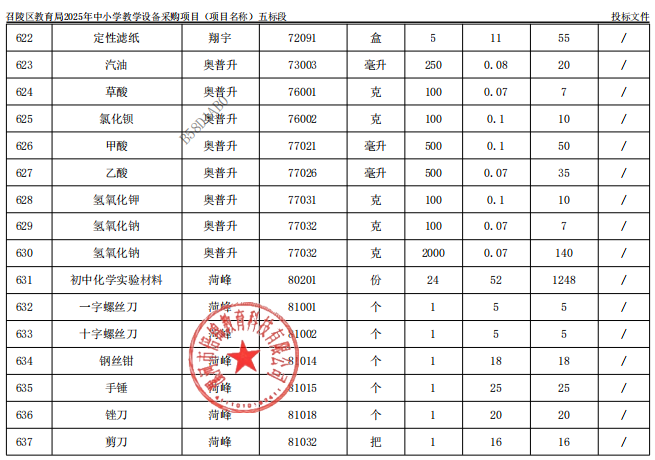 召陵区教育局2025年中小学教学设备采购项目（项目名称）五标段 投标文件
622 定性滤纸 翔宇 72091 盒 5 11 55 /
623 汽油 奥普升 73003 毫升 250 0.08 20 /
624 草酸 奥普升 76001 克 100 0.07 7 /
625 氯化钡 奥普升 76002 克 100 0.1 10 /
626 甲酸 奥普升 77021 毫升 500 0.1 50 /
627 乙酸 奥普升 77026 毫升 500 0.07 35 /
628 氢氧化钾 奥普升 77031 克 100 0.1 10 /
629 氢氧化钠 奥普升 77032 克 100 0.07 7 /
630 氢氧化钠 奥普升 77032 克 2000 0.07 140 /
631 初中化学实验材料 菏峰 80201 份 24 52 1248 /
632 一字螺丝刀 菏峰 81001 个 1 5 5 /
633 十字螺丝刀 菏峰 81002 个 1 5 5 /
634 钢丝钳 菏峰 81014 个 1 18 18 /
635 手锤 菏峰 81015 个 1 25 25 /
636 锉刀 菏峰 81018 个 1 20 20 /
637 剪刀 菏峰 81032 把 1 16 16 /
教育科技有限公司